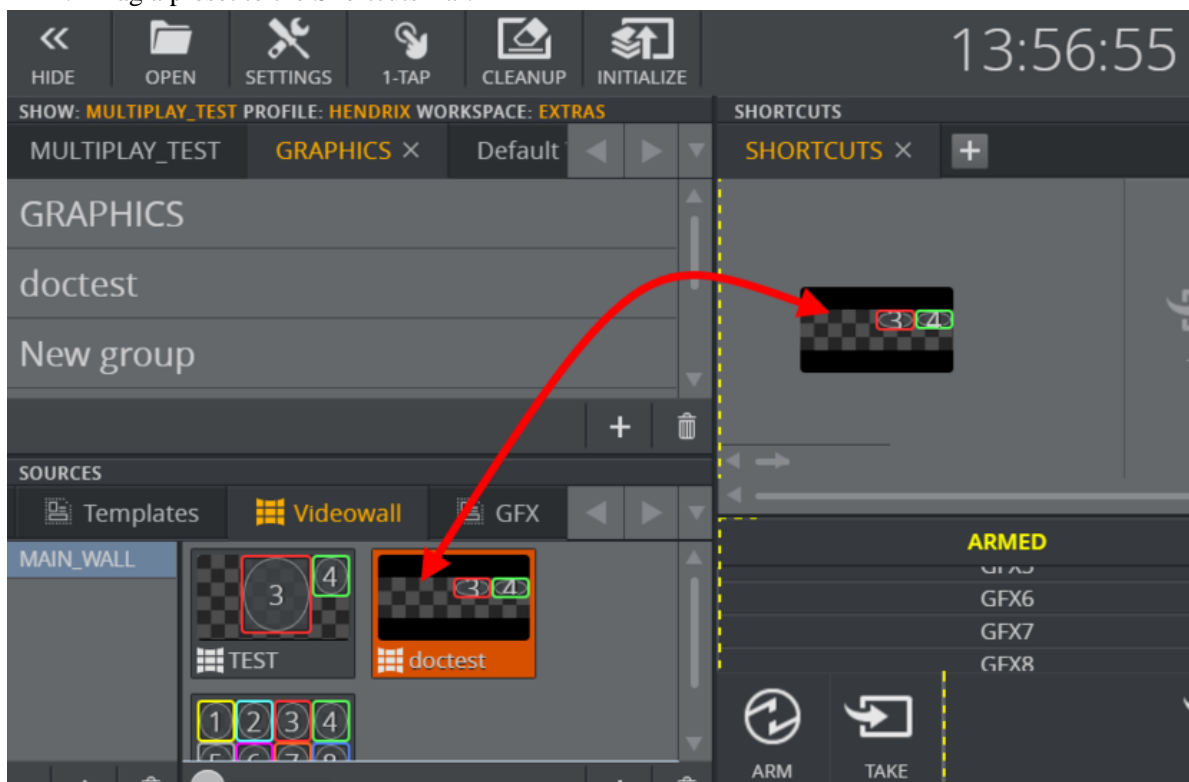 HIDE OPEN SETTINGS 1-TAP CLEANUP INITIALIZE
13:56:55
SHOW: MULTIPLAY_TEST PROFILE: HENDRIX WORKSPACE: EXTRAS
MULTIPLAY_TEST GRAPHICS × Default
GRAPHICS
doctest
New group
SHORTCUTS
SHORTCUTS × +
3 4
SOURCES
Templates Videowall GFX
MAIN_WALL
3 4
TEST
3 4
doctest
1 2 3 4
ARMED
GFX6
GFX7
GFX8
ARM TAKE